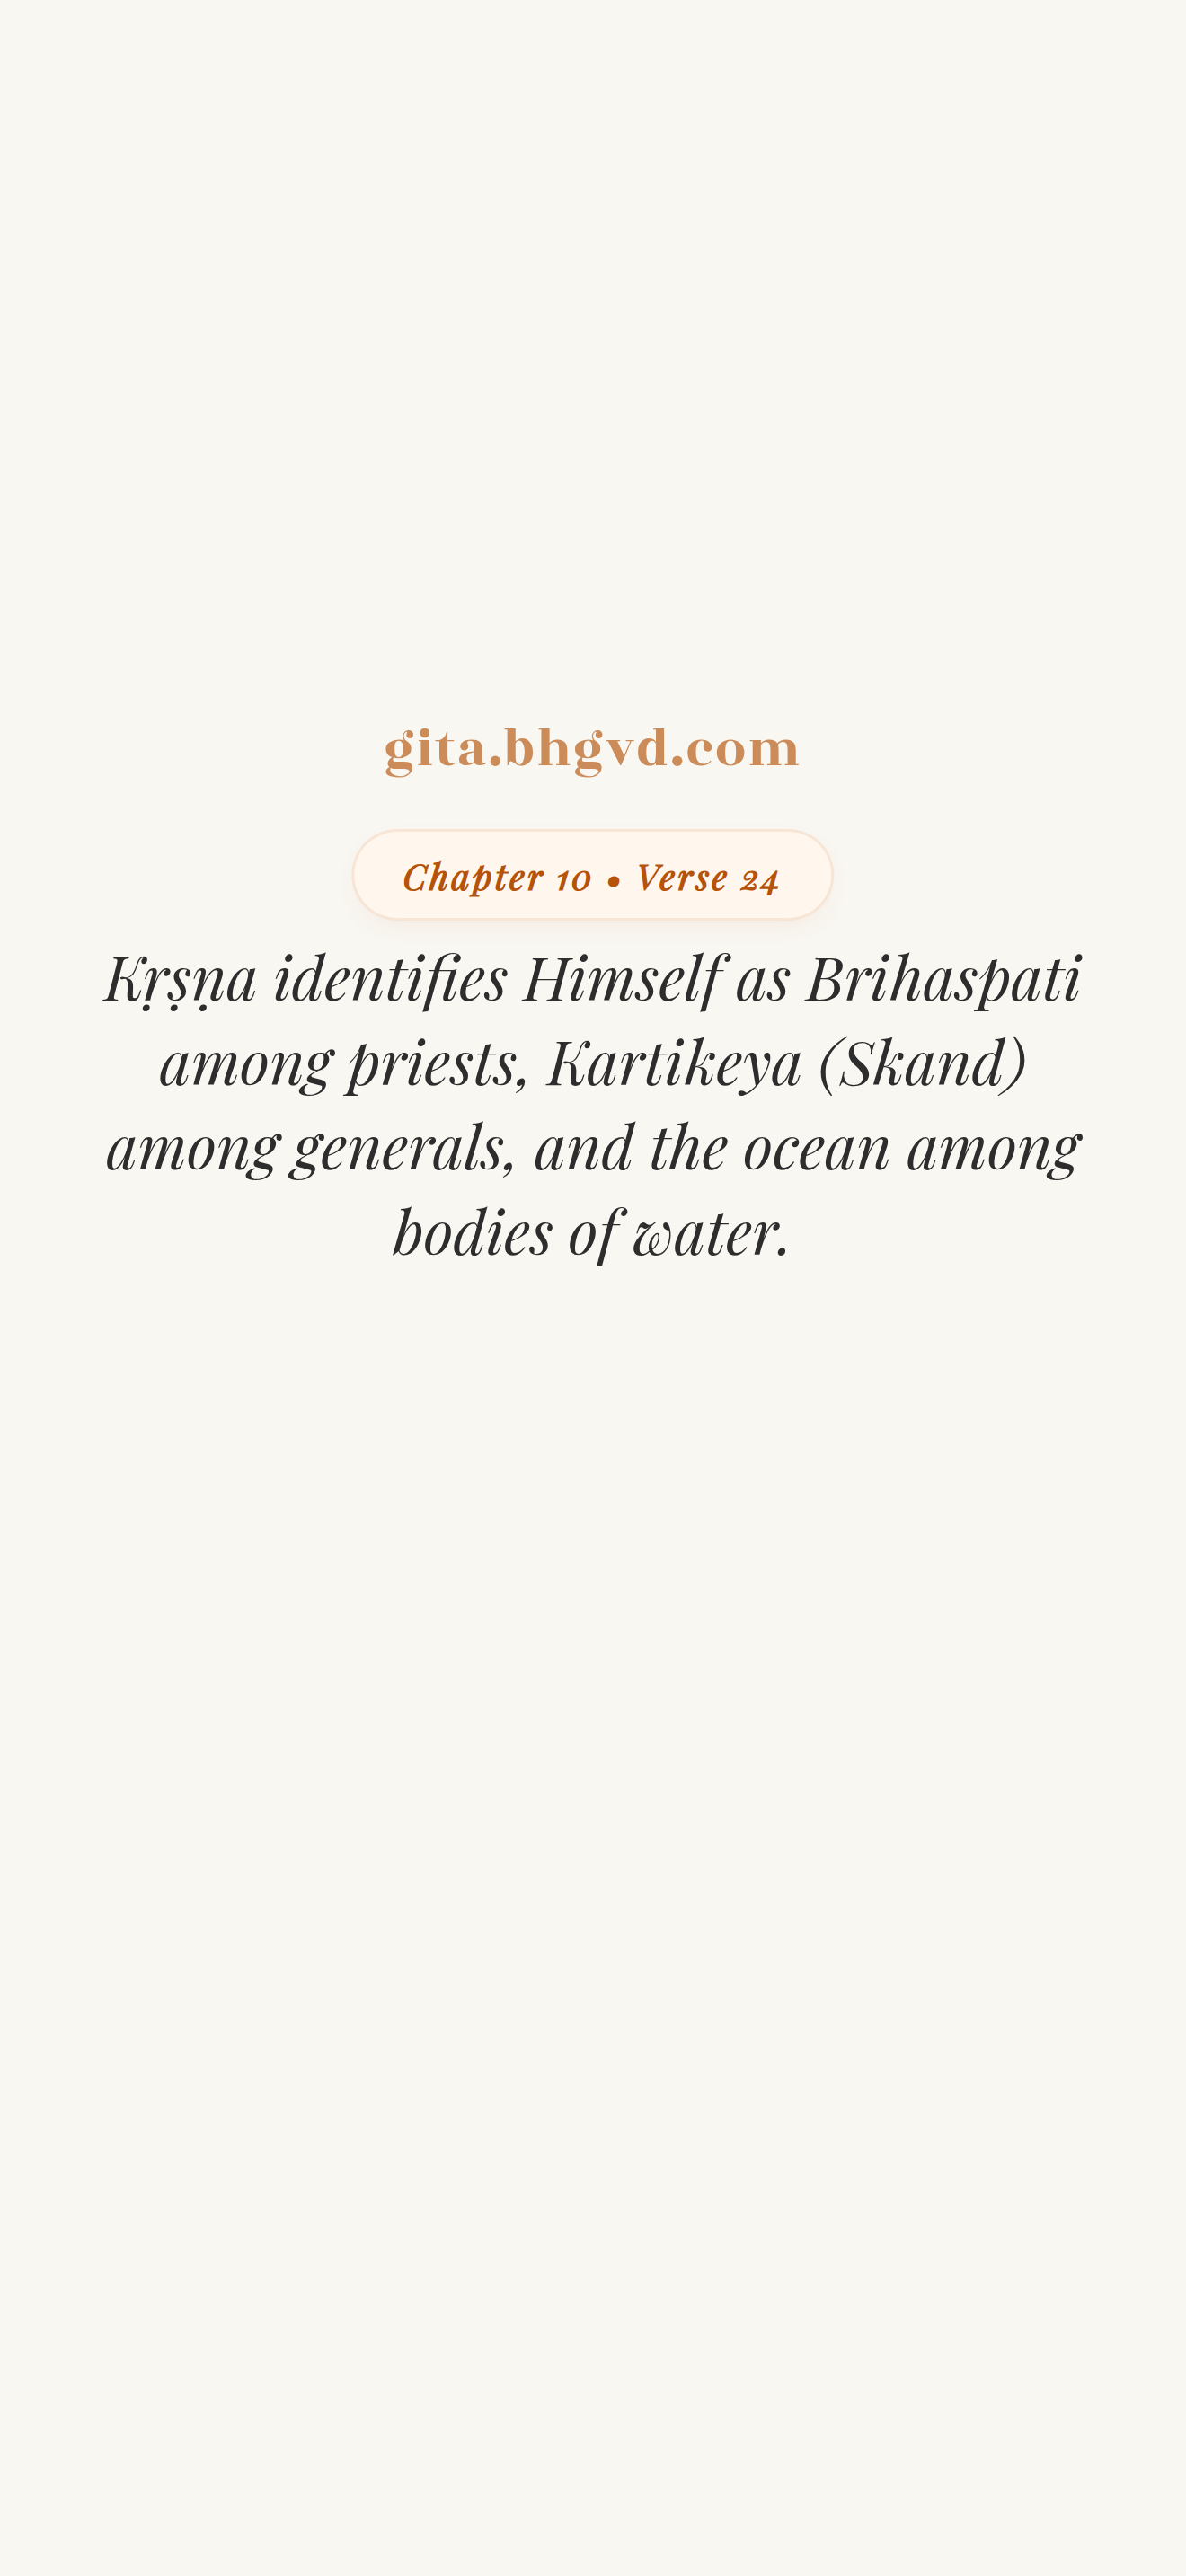 gita.bhgvd.com
Chapter 10 • Verse 24
Kṛṣṇa identifies Himself as Brihaspati
among priests, Kartikeya (Skand)
among generals, and the ocean among
bodies of water.